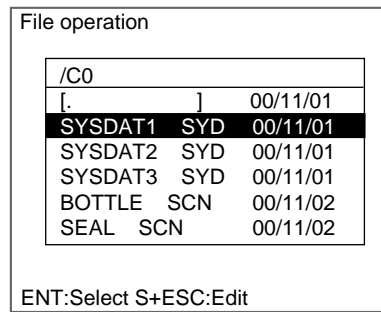 File operation
/C0
[. ] 00/11/01
SYSDAT1 SYD 00/11/01
SYSDAT2 SYD 00/11/01
SYSDAT3 SYD 00/11/01
BOTTLE SCN 00/11/02
SEAL SCN 00/11/02
ENT:Select S+ESC:Edit